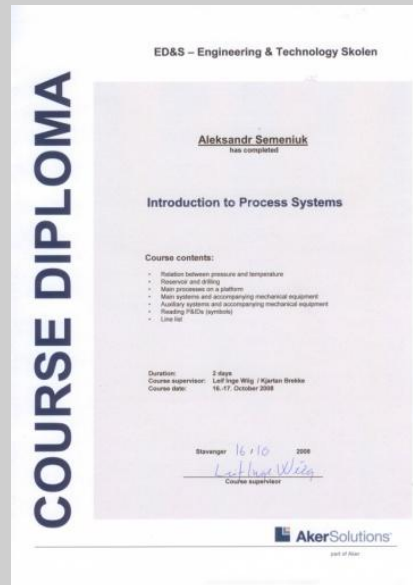 ED&S – Engineering & Technology Skolen
COURSE DIPLOMA
Aleksandr Semeniuk
has completed
Introduction to Process Systems
Course contents:
• Relation between pressure and temperature
• Reservoir and drilling
• Main processes on a platform
• Main systems and accompanying mechanical equipment
• Auxiliary systems and accompanying mechanical equipment
• Reading P&IDs (symbols)
• Line list
Duration: 2 days
Course supervisor: Leif Inge Wiig / Kjartan Brekke
Course date: 16.-17. October 2008
Stavanger 16 / 10 2008
Leif Inge Wiig
Course supervisor
AkerSolutions
part of Aker